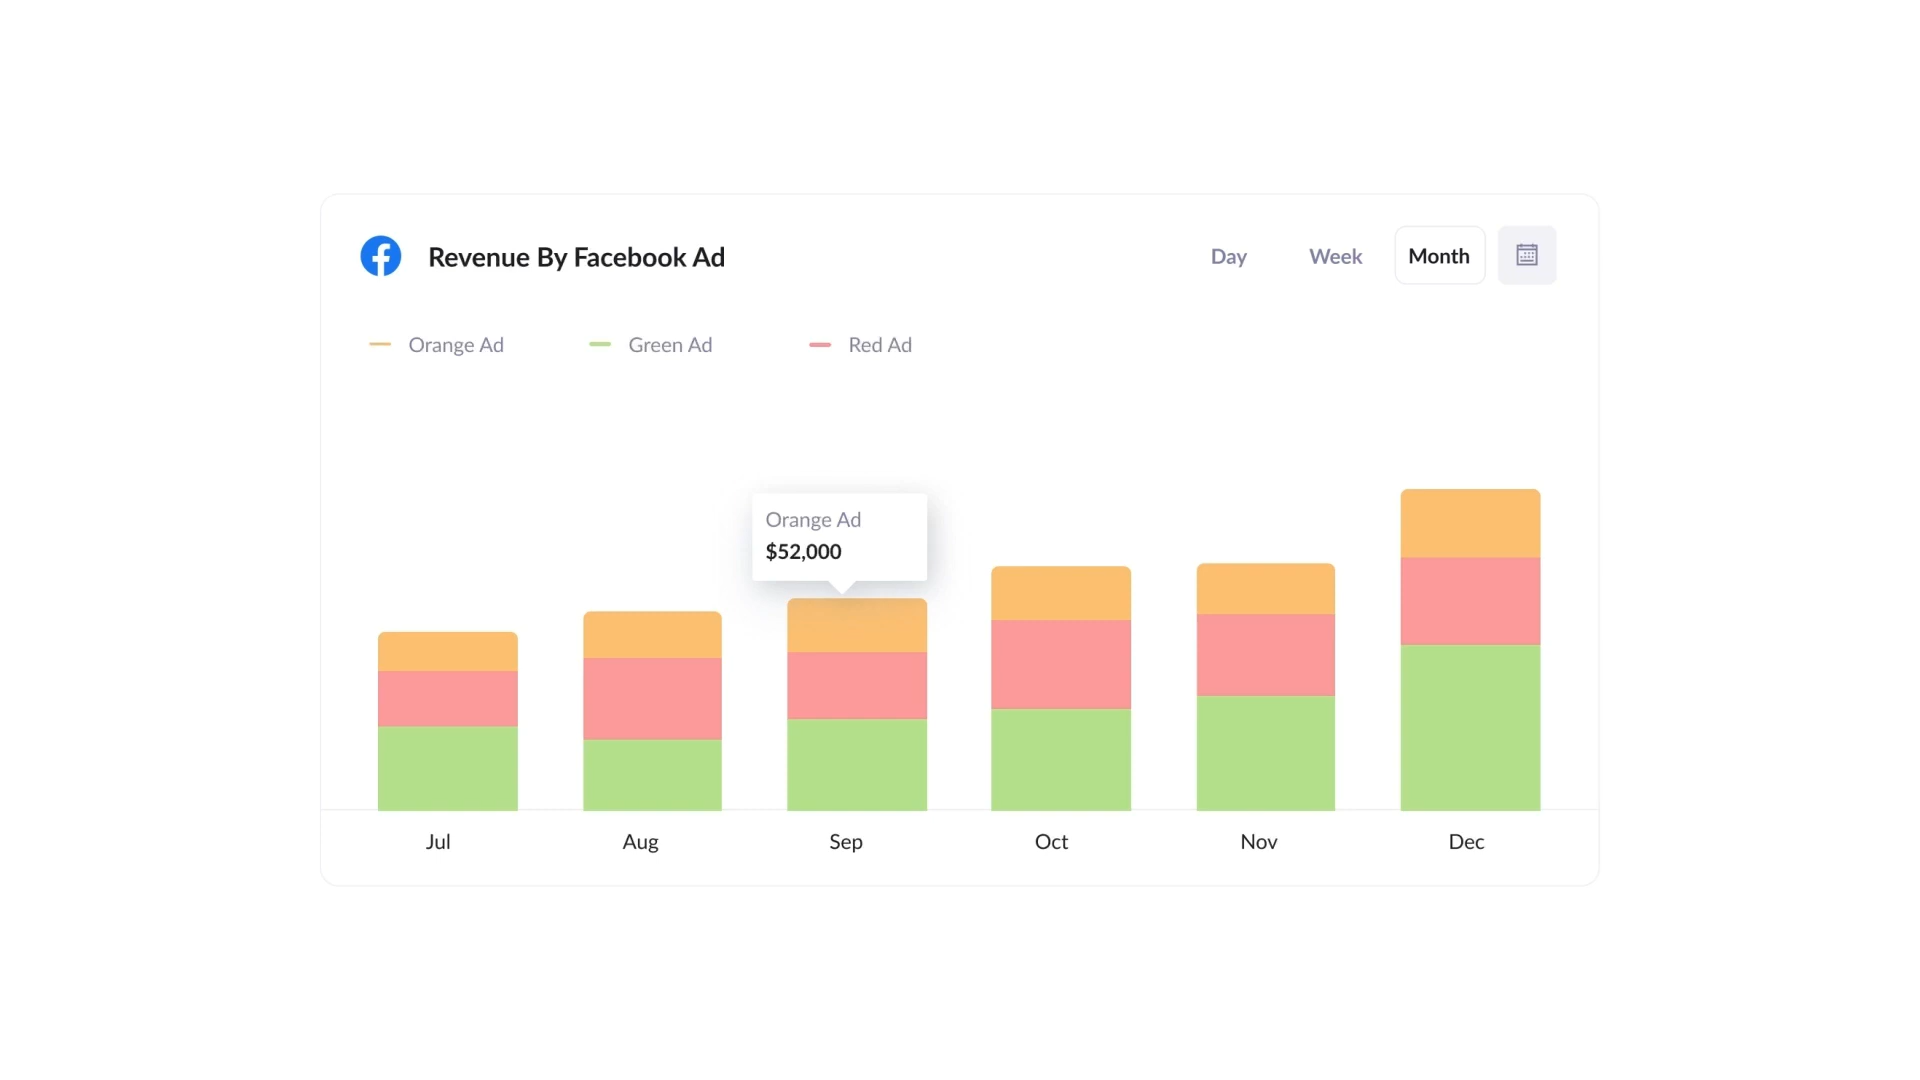 Revenue By Facebook Ad
Day
Week
Month
Orange Ad
Green Ad
Red Ad
Orange Ad
$52,000
Jul
Aug
Sep
Oct
Nov
Dec